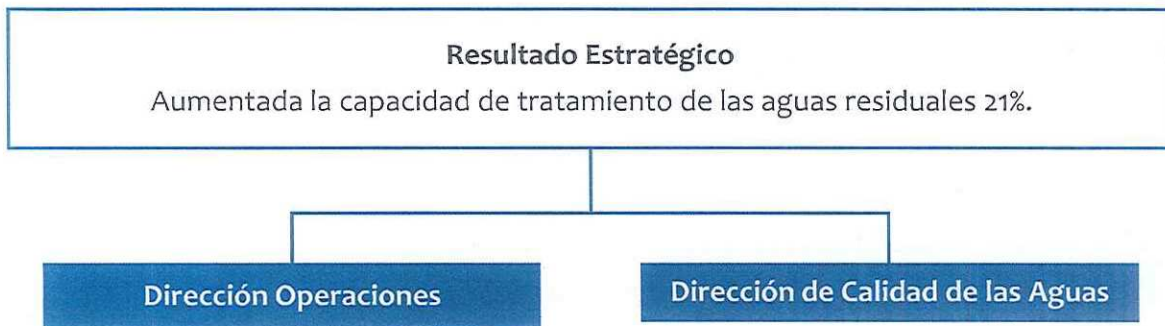 Resultado Estratégico
Aumentada la capacidad de tratamiento de las aguas residuales 21%.
Dirección Operaciones
Dirección de Calidad de las Aguas